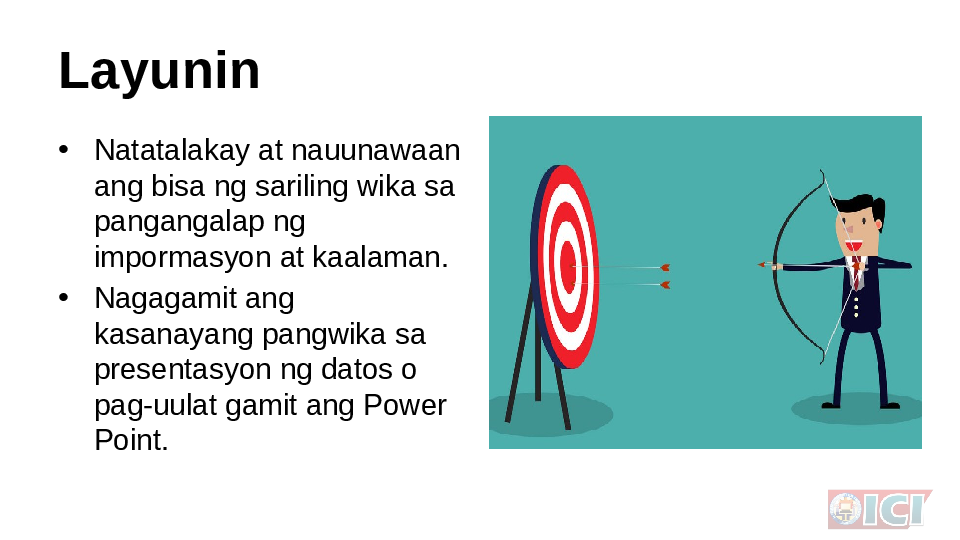 Layunin
• Natatalakay at nauunawaan
ang bisa ng sariling wika sa
pangangalap ng
impormasyon at kaalaman.
• Nagagamit ang
kasanayang pangwika sa
presentasyon ng datos o
pag-uulat gamit ang Power
Point.
ICI